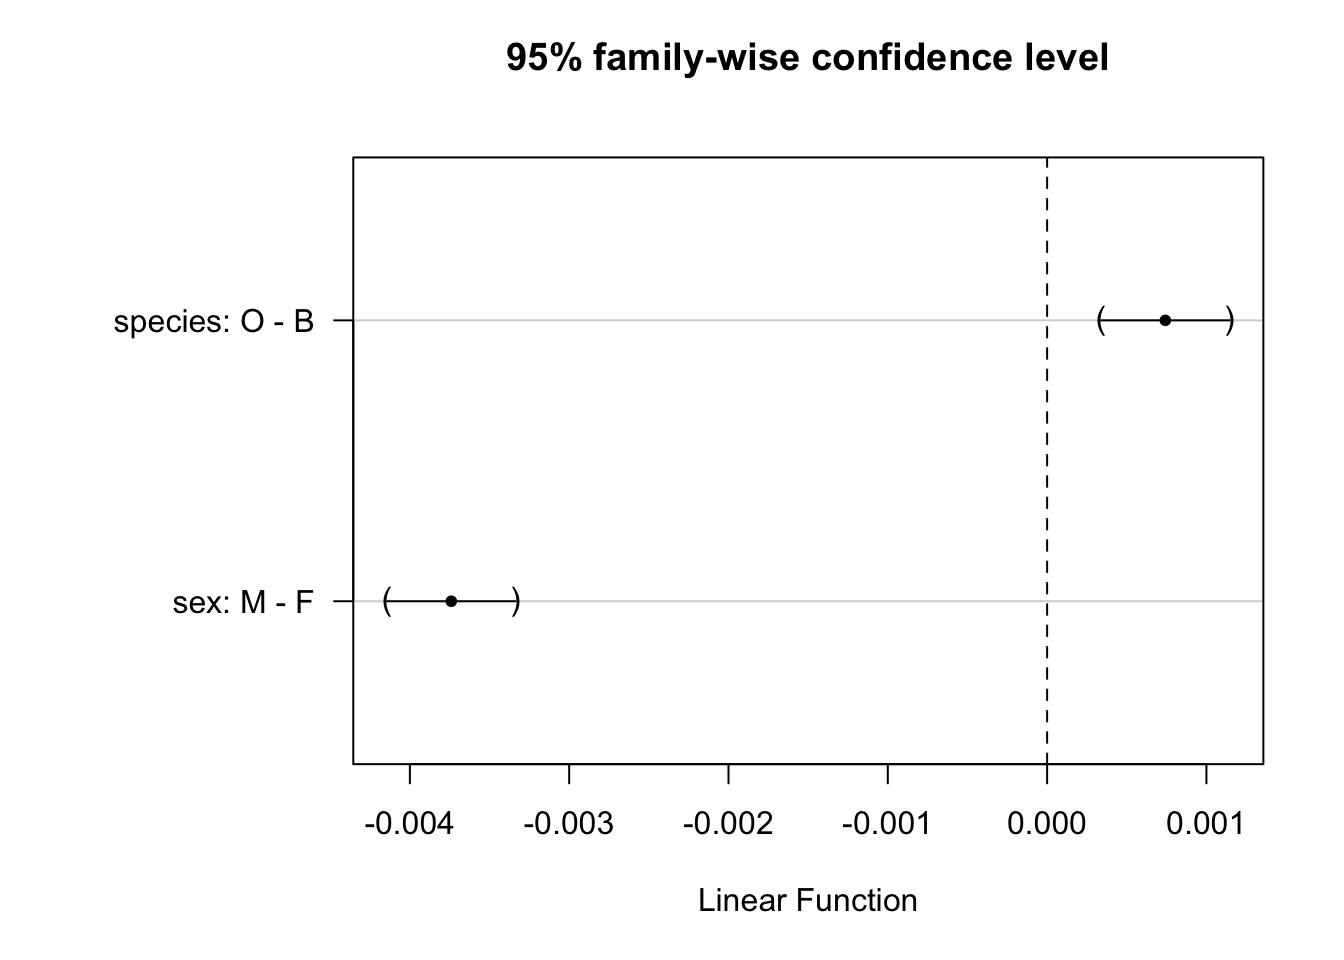 95% family-wise confidence level
species: O - B
sex: M - F
-0.004 -0.003 -0.002 -0.001 0.000 0.001
Linear Function